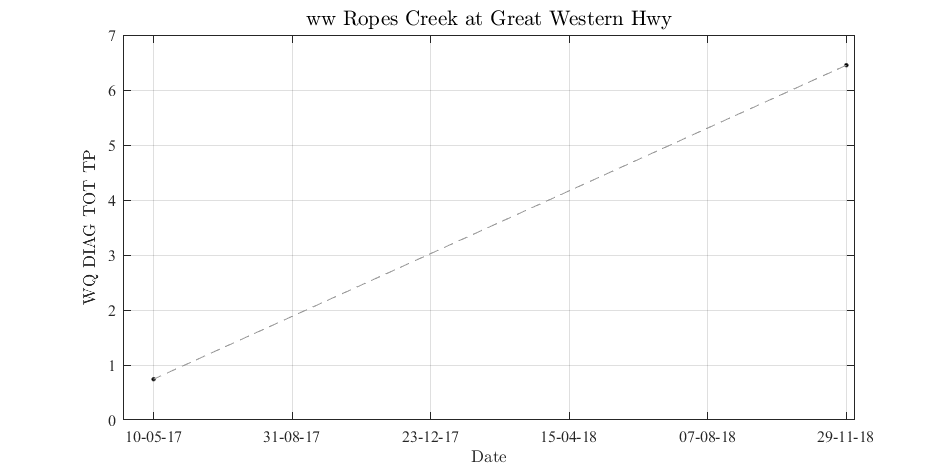 ww Ropes Creek at Great Western Hwy
7
6
5
4
3
2
1
0
WQ DIAG TOT TP
10-05-17 31-08-17 23-12-17 15-04-18 07-08-18 29-11-18
Date